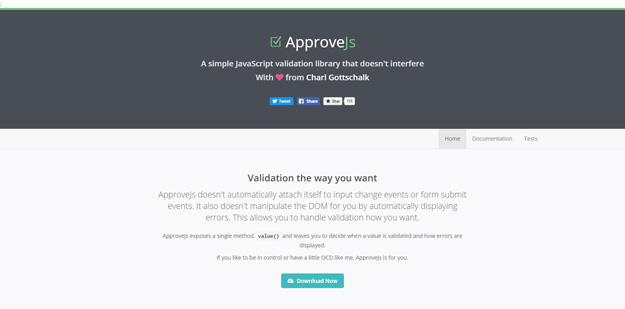 ApproveJs
A simple JavaScript validation library that doesn't interfere
With from Charl Gottschalk
Tweet Share Star
Home Documentation Tests
Validation the way you want
ApproveJs doesn't automatically attach itself to input change events or form submit
events. It also doesn't manipulate the DOM for you by automatically displaying
errors. This allows you to handle validation how you want.
ApproveJs exposes a single method, value() and leaves you to decide when a value is validated and how errors are
displayed.
If you like to be in control or have a little OCD like me, ApproveJs is for you.
Download Now